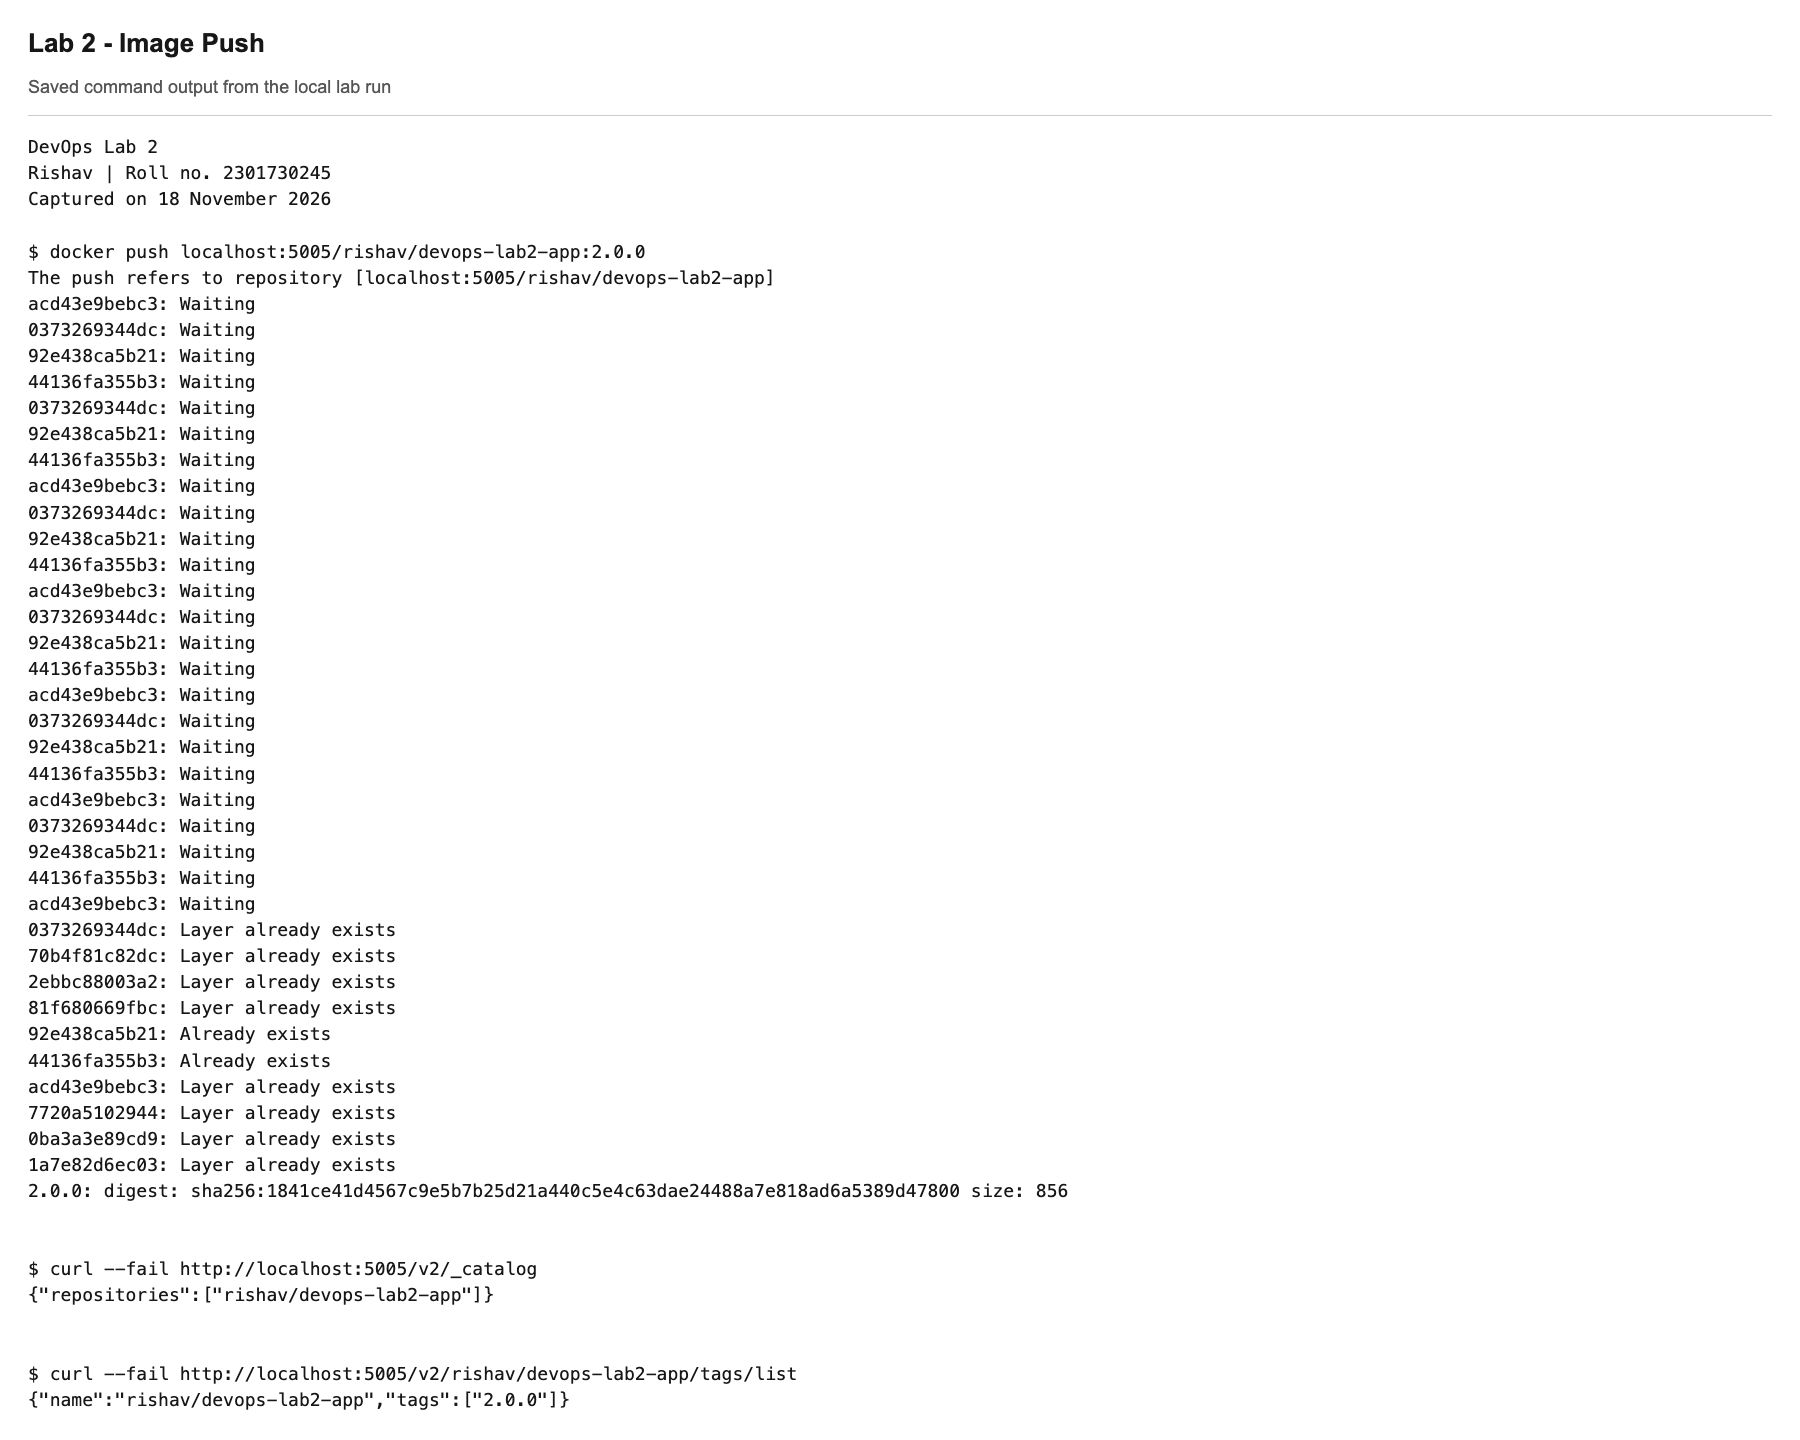 Lab 2 - Image Push
Saved command output from the local lab run
DevOps Lab 2
Rishav | Roll no. 2301730245
Captured on 18 November 2026
$ docker push localhost:5005/rishav/devops-lab2-app:2.0.0
The push refers to repository [localhost:5005/rishav/devops-lab2-app]
acd43e9bebc3: Waiting
0373269344dc: Waiting
92e438ca5b21: Waiting
44136fa355b3: Waiting
0373269344dc: Waiting
92e438ca5b21: Waiting
44136fa355b3: Waiting
acd43e9bebc3: Waiting
0373269344dc: Waiting
92e438ca5b21: Waiting
44136fa355b3: Waiting
acd43e9bebc3: Waiting
0373269344dc: Waiting
92e438ca5b21: Waiting
44136fa355b3: Waiting
acd43e9bebc3: Waiting
0373269344dc: Waiting
92e438ca5b21: Waiting
44136fa355b3: Waiting
acd43e9bebc3: Waiting
0373269344dc: Waiting
92e438ca5b21: Waiting
44136fa355b3: Waiting
acd43e9bebc3: Waiting
0373269344dc: Layer already exists
70b4f81c82dc: Layer already exists
2ebbc88003a2: Layer already exists
81f680669fbc: Layer already exists
92e438ca5b21: Already exists
44136fa355b3: Already exists
acd43e9bebc3: Layer already exists
7720a5102944: Layer already exists
0ba3a3e89cd9: Layer already exists
1a7e82d6ec03: Layer already exists
2.0.0: digest: sha256:1841ce41d4567c9e5b7b25d21a440c5e4c63dae24488a7e818ad6a5389d47800 size: 856
$ curl --fail http://localhost:5005/v2/_catalog
{"repositories":["rishav/devops-lab2-app"]}
$ curl --fail http://localhost:5005/v2/rishav/devops-lab2-app/tags/list
{"name":"rishav/devops-lab2-app","tags":["2.0.0"]}